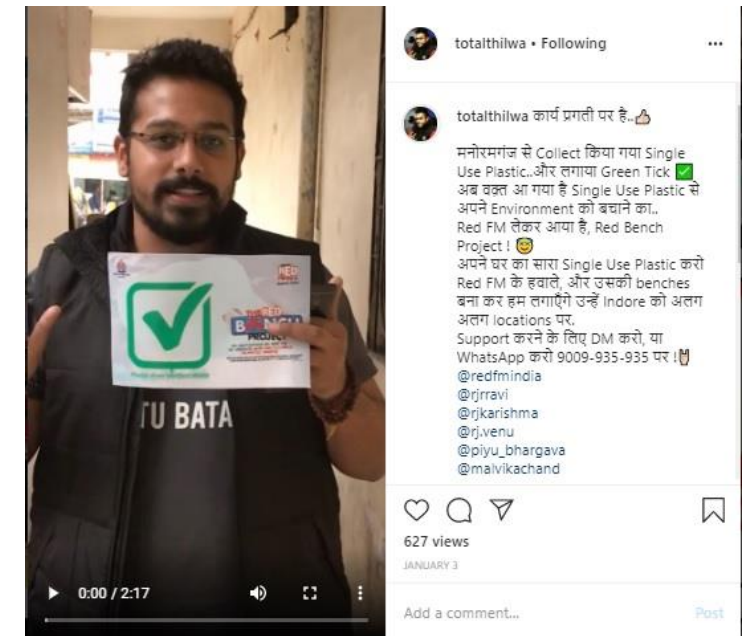 totalthilwa • Following
totalthilwa कार्य प्रगती पर है..👍
मनोरमगंज से Collect किया गया Single
Use Plastic..और लगाया Green Tick ✅
अब वक्त आ गया है Single Use Plastic से
अपने Environment को बचाने का..
Red FM लेकर आया है, Red Bench
Project ! 😇
अपने घर का सारा Single Use Plastic करो
Red FM के हवाले, और उसकी benches
बना कर हम लगाएँगे उन्हें Indore को अलग
अलग locations पर.
Support करने के लिए DM करो, या
WhatsApp करो 9009-935-935 पर !🤘
@redfmindia
@rjrravi
@rjkarishma
@rj.venu
@piyu_bhargava
@malvikachand
627 views
JANUARY 3
Add a comment... Post
THE RED
BENCH
PROJECT
TU BATA
0:00 / 2:17